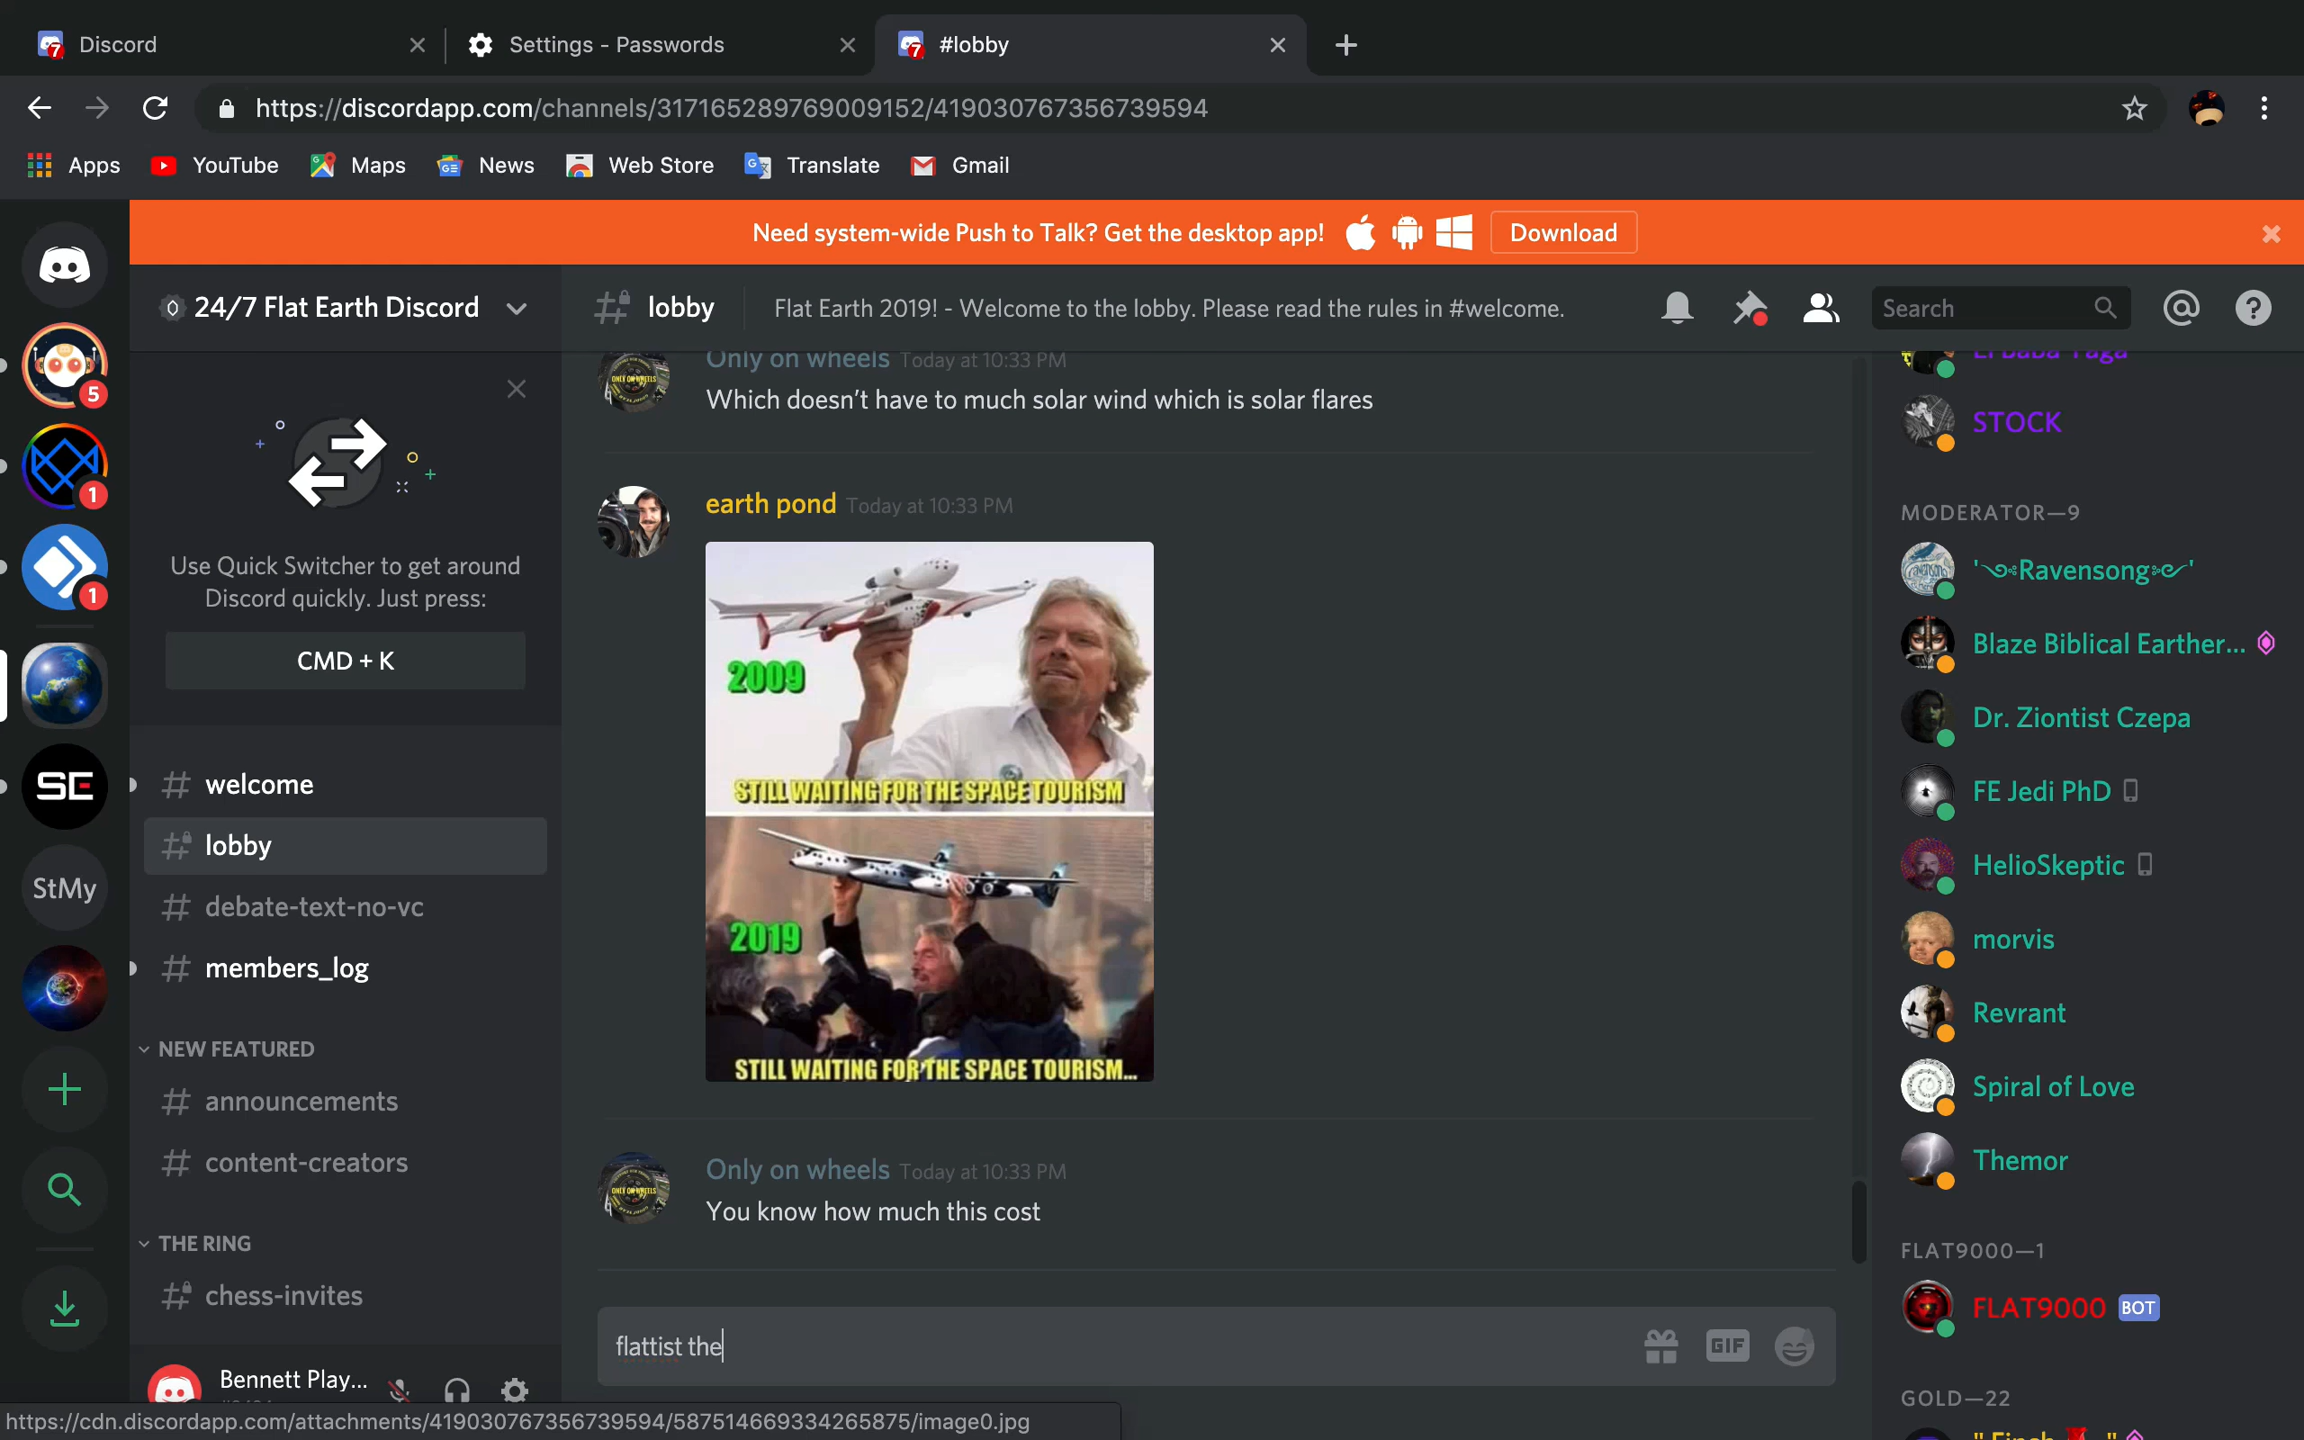 Discord
Settings - Passwords
#lobby
https://discordapp.com/channels/317165289769009152/419030767356739594
Apps
YouTube
Maps
News
Web Store
Translate
Gmail
Need system-wide Push to Talk? Get the desktop app!
Download
24/7 Flat Earth Discord
lobby
Flat Earth 2019! - Welcome to the lobby. Please read the rules in #welcome.
Search
5
1
1
SE
StMy
Use Quick Switcher to get around
Discord quickly. Just press:
CMD + K
# welcome
# lobby
# debate-text-no-vc
# members_log
NEW FEATURED
# announcements
# content-creators
THE RING
# chess-invites
Bennett Play...
Only on wheels Today at 10:33 PM
Which doesn't have to much solar wind which is solar flares
earth pond Today at 10:33 PM
2009
STILL WAITING FOR THE SPACE TOURISM
2019
STILL WAITING FOR THE SPACE TOURISM...
Only on wheels Today at 10:33 PM
You know how much this cost
flattist the
GIF
El Baba Yaga
STOCK
MODERATOR—9
'Ravensong'
Blaze Biblical Earther...
Dr. Ziontist Czepa
FE Jedi PhD
HelioSkeptic
morvis
Revrant
Spiral of Love
Themor
FLAT9000—1
FLAT9000 BOT
GOLD—22
https://cdn.discordapp.com/attachments/419030767356739594/587514669334265875/image0.jpg